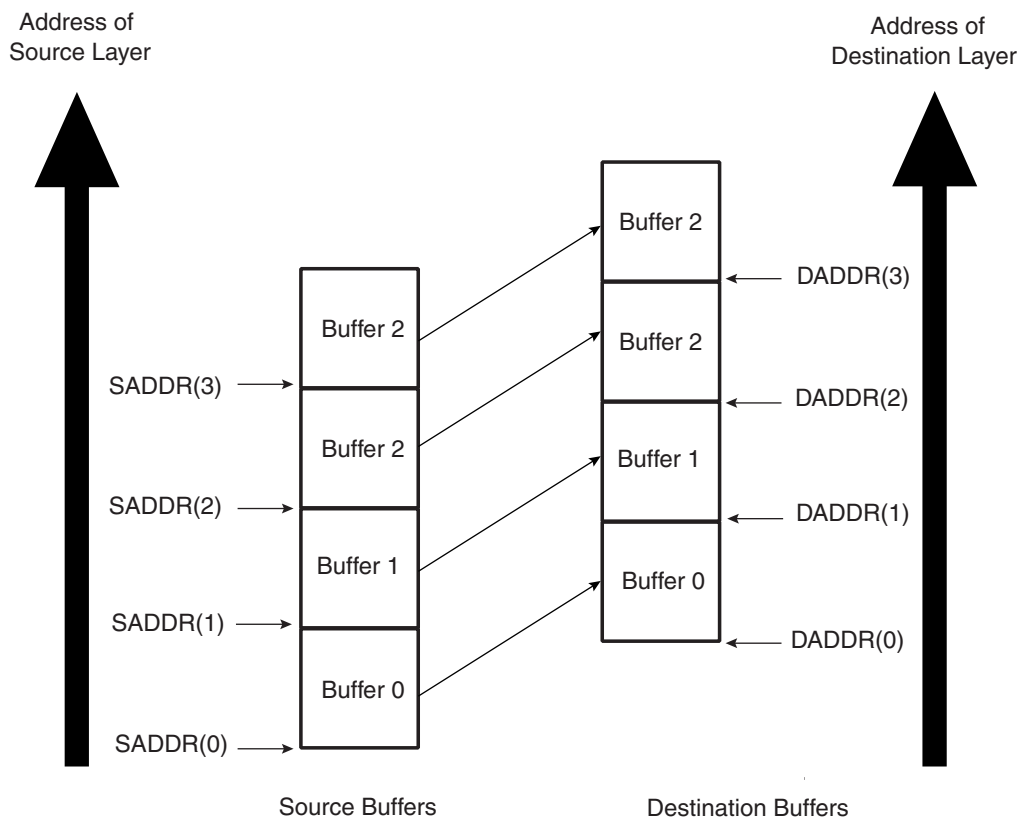 Address of
Source Layer
Address of
Destination Layer
Buffer 2
DADDR(3)
Buffer 2
Buffer 2
SADDR(3)
DADDR(2)
Buffer 2
Buffer 1
SADDR(2)
DADDR(1)
Buffer 1
Buffer 0
SADDR(1)
DADDR(0)
Buffer 0
SADDR(0)
Source Buffers
Destination Buffers